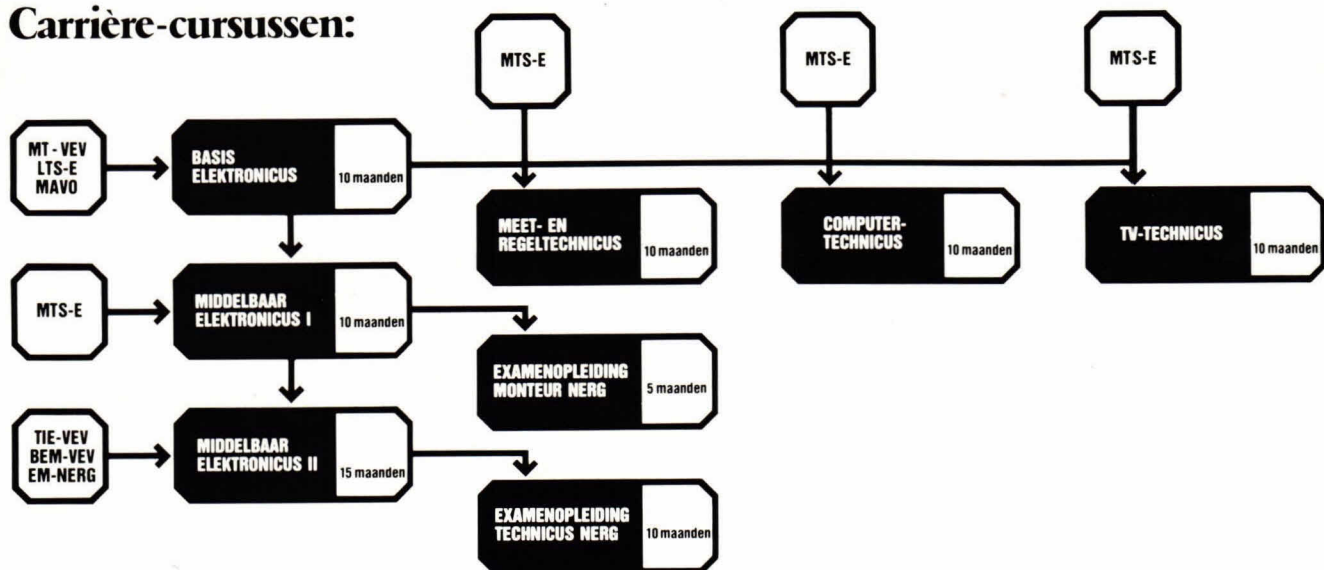 Carrière-cursussen:
MTS-E
MTS-E
MTS-E
MT - VEV
LTS-E
MAVO
BASIS
ELEKTRONICUS
10 maanden
MEET- EN
REGELTECHNICUS
10 maanden
COMPUTER-
TECHNICUS
10 maanden
TV-TECHNICUS
10 maanden
MTS-E
MIDDELBAAR
ELEKTRONICUS I
10 maanden
EXAMENOPLEIDING
MONTEUR NERG
5 maanden
TIE-VEV
BEM-VEV
EM-NERG
MIDDELBAAR
ELEKTRONICUS II
15 maanden
EXAMENOPLEIDING
TECHNICUS NERG
10 maanden